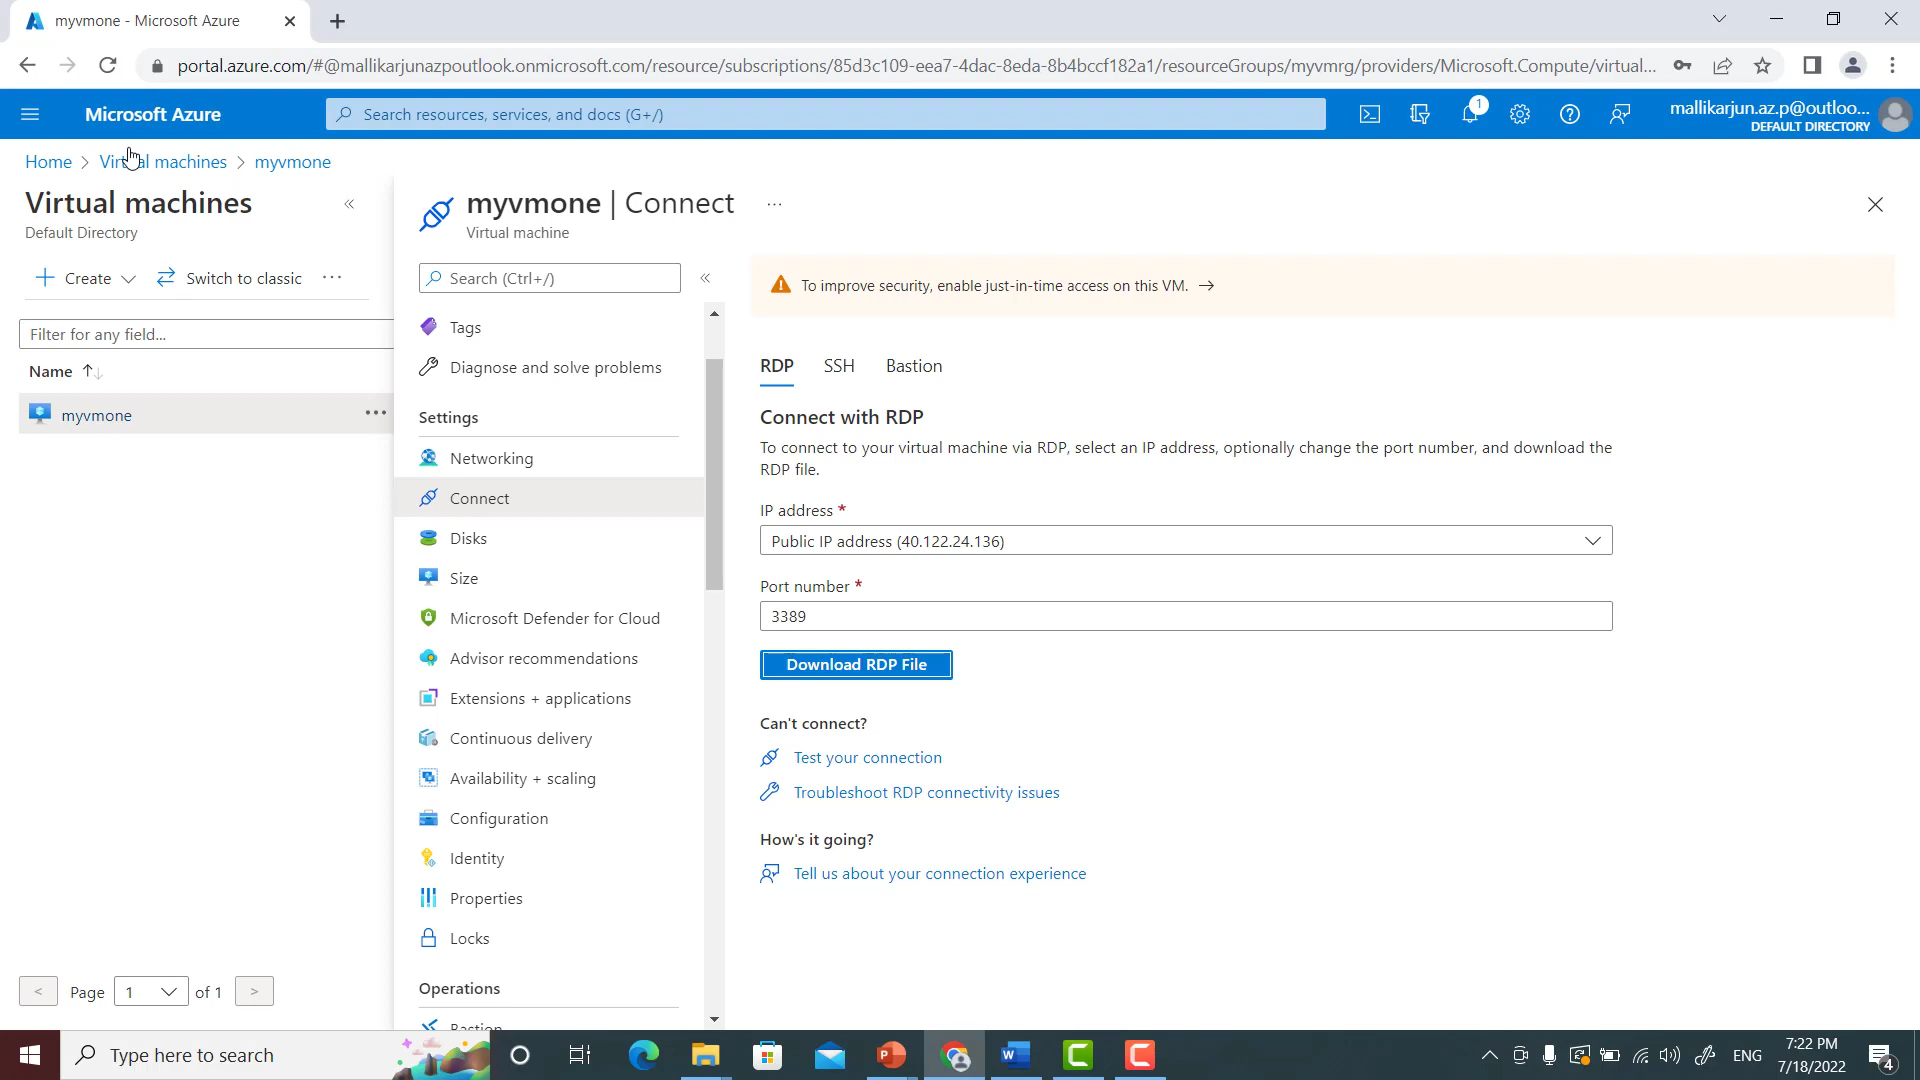 myvmone - Microsoft Azure
portal.azure.com/#@mallikarjunazpoutlook.onmicrosoft.com/resource/subscriptions/85d3c109-eea7-4dac-8eda-8b4bccf182a1/resourceGroups/myvmrg/providers/Microsoft.Compute/virtual...
Microsoft Azure
Search resources, services, and docs (G+/)
1
mallikarjun.az.p@outloo...
DEFAULT DIRECTORY
Home > Virtual machines > myvmone
Virtual machines
Default Directory
Create
Switch to classic
Filter for any field...
Name
myvmone
< Page 1 of 1 >
myvmone | Connect
Virtual machine
Search (Ctrl+/)
Tags
Diagnose and solve problems
Settings
Networking
Connect
Disks
Size
Microsoft Defender for Cloud
Advisor recommendations
Extensions + applications
Continuous delivery
Availability + scaling
Configuration
Identity
Properties
Locks
Operations
Bastion
To improve security, enable just-in-time access on this VM. →
RDP SSH Bastion
Connect with RDP
To connect to your virtual machine via RDP, select an IP address, optionally change the port number, and download the
RDP file.
IP address *
Public IP address (40.122.24.136)
Port number *
3389
Download RDP File
Can't connect?
Test your connection
Troubleshoot RDP connectivity issues
How's it going?
Tell us about your connection experience
Type here to search
ENG
7:22 PM
7/18/2022
4